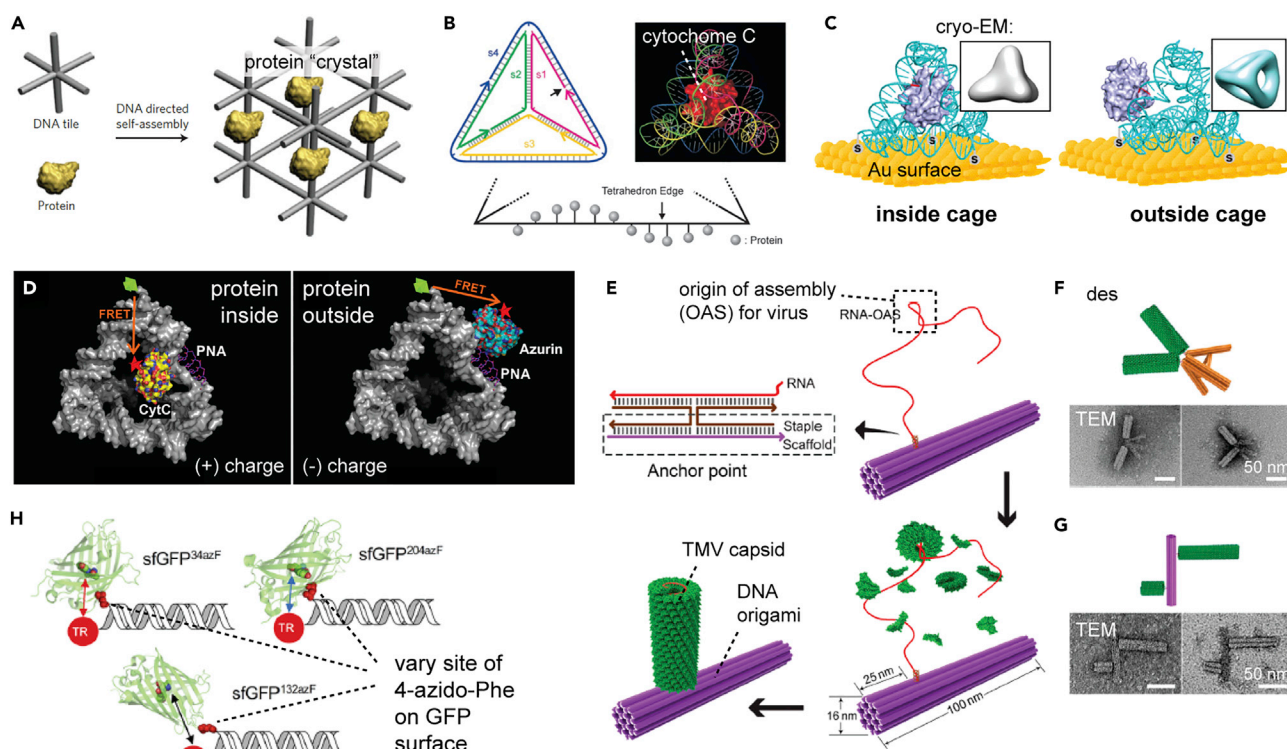 A
DNA tile
Protein
DNA directed
self-assembly
protein “crystal”
B
s4
s2
s1
s3
cytochome C
Tetrahedron Edge
: Protein
C
cryo-EM:
S
S
Au surface
inside cage
S
S
outside cage
D
FRET
protein
inside
PNA
CytC
(+) charge
protein
outside
FRET
Azurin
PNA
(-) charge
E
origin of assembly
(OAS) for virus
RNA-OAS
RNA
Staple
Scaffold
Anchor point
TMV capsid
DNA
origami
25 nm
16 nm
100 nm
F
des
TEM
50 nm
G
TEM
50 nm
H
sfGFP34azF
TR
sfGFP204azF
TR
sfGFP132azF
vary site of
4-azido-Phe
on GFP
surface